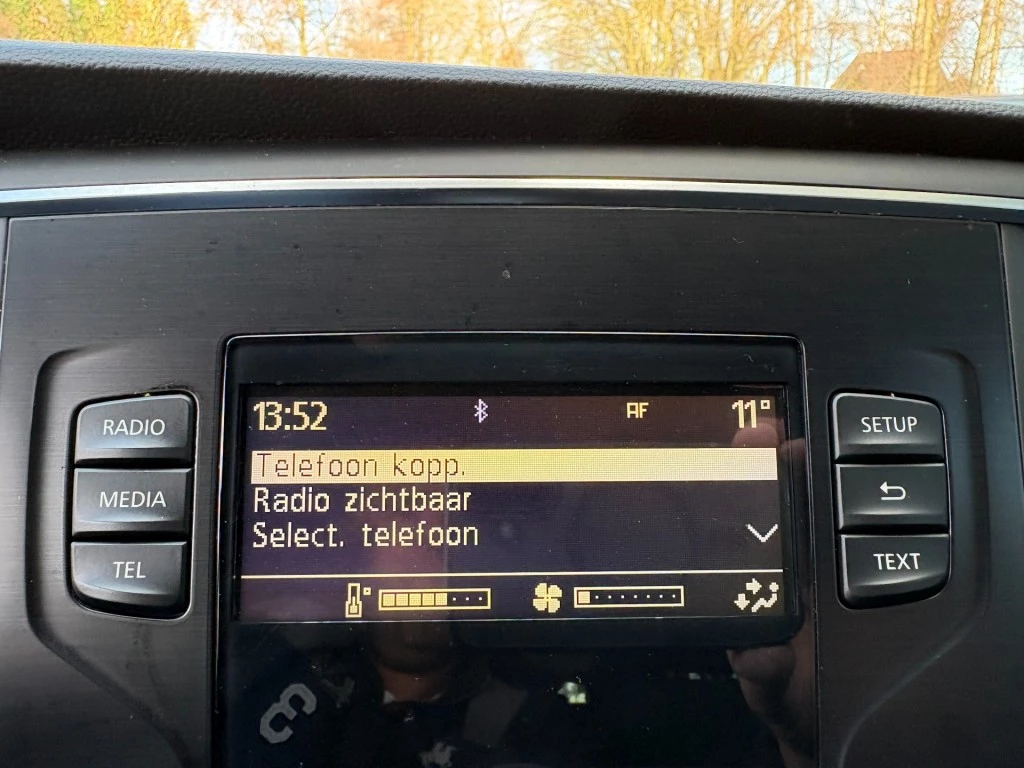 RADIO
MEDIA
TEL
13:52 AF 11°
Telefoon kopp.
Radio zichtbaar
Select. telefoon
SETUP
TEXT